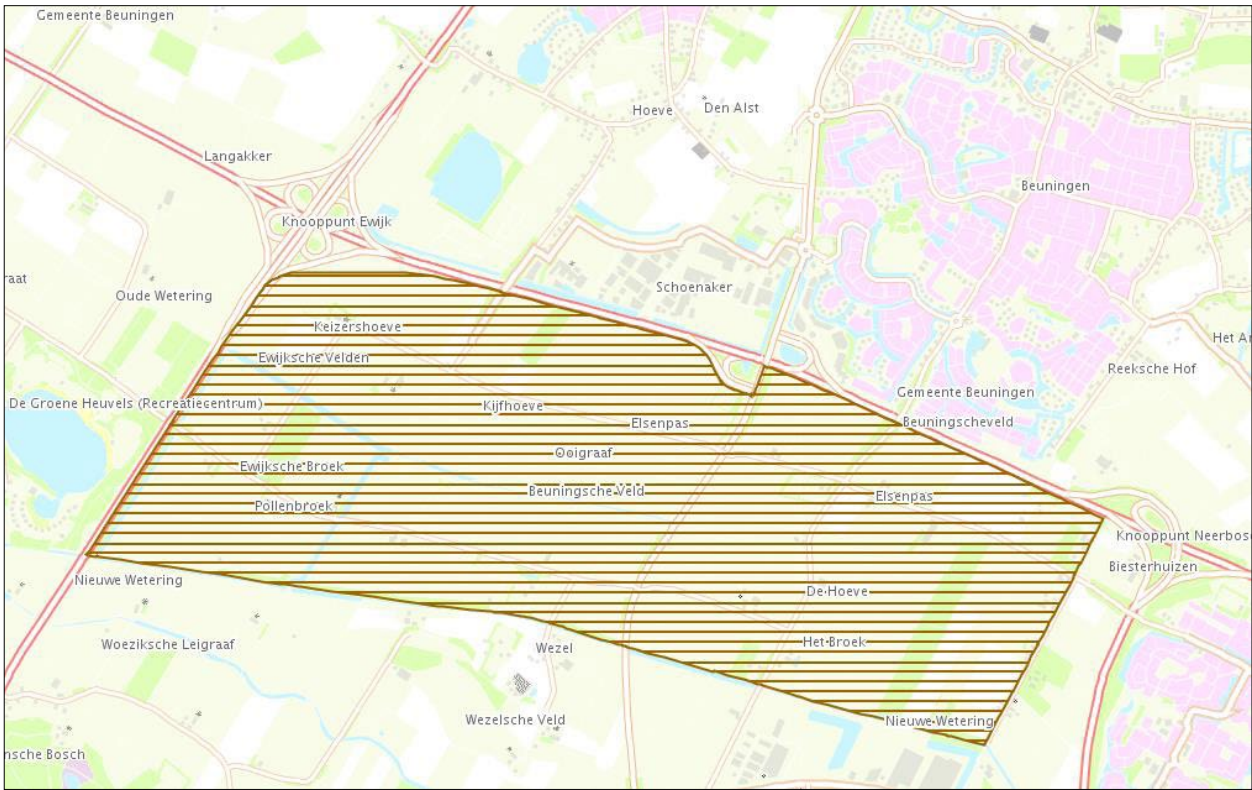 Gemeente Beuningen
Hoeve
Den Alst
Langakker
Beuningen
Knooppunt Ewijk
raat
Oude Wetering
Schoenaker
Keizershoeve
Het Ar
Ewijksche Velden
Reeksche Hof
Gemeente Beuningen
De Groene Heuvels (Recreatiecentrum)
Kijfhoeve
Elsenpas
Beuningscheveld
Ooigraaf
Ewijksche Broek
Beuningsche Veld
Elsenpas
Pollenbroek
Knooppunt Neerbosc
Biesterhuizen
Nieuwe Wetering
De Hoeve
Woeziksche Leigraaf
Wezel
Het Broek
Wezelsche Veld
Nieuwe Wetering
nsche Bosch